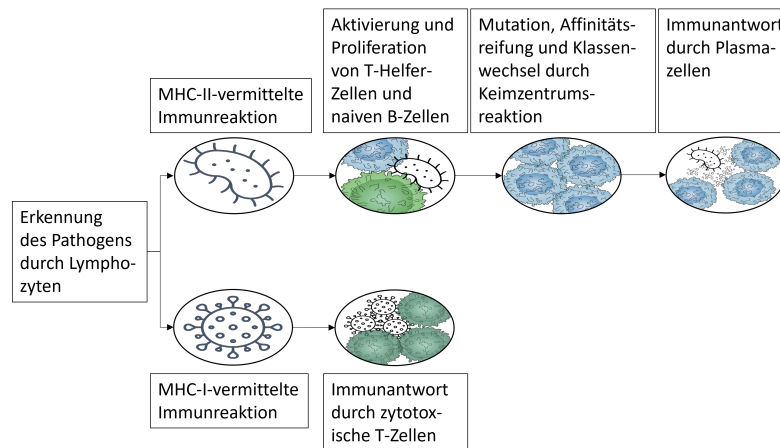 Erkennung
des Pathogens
durch Lympho-
zyten
MHC-II-vermittelte
Immunreaktion
Aktivierung und
Proliferation
von T-Helfer-
Zellen und
naiven B-Zellen
Mutation, Affinitäts-
reifung und Klassen-
wechsel durch
Keimzentrums-
reaktion
Immunantwort
durch Plasma-
zellen
MHC-I-vermittelte
Immunreaktion
Immunantwort
durch zytotox-
ische T-Zellen